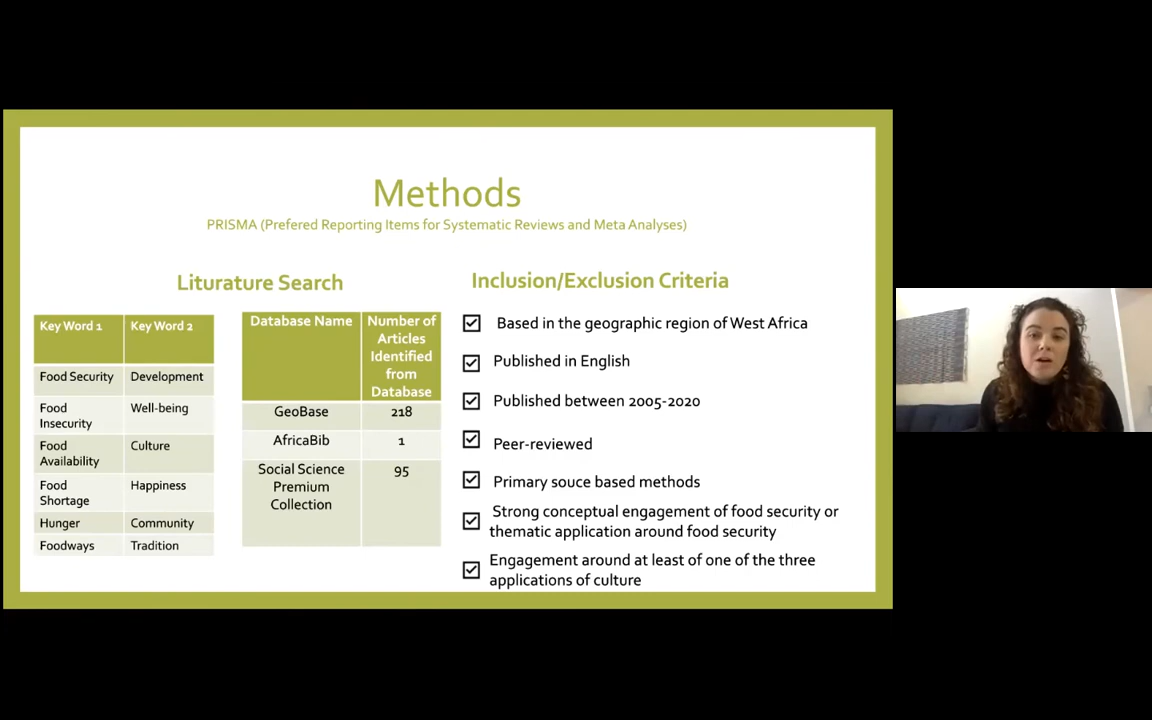 Methods
PRISMA (Prefered Reporting Items for Systematic Reviews and Meta Analyses)
Liturature Search
Key Word 1 Key Word 2
Food Security Development
Food Well-being
Insecurity
Food Culture
Availability
Food Happiness
Shortage
Hunger Community
Foodways Tradition
Database Name Number of
Articles
Identified
from
Database
GeoBase 218
AfricaBib 1
Social Science 95
Premium
Collection
Inclusion/Exclusion Criteria
Based in the geographic region of West Africa
Published in English
Published between 2005-2020
Peer-reviewed
Primary souce based methods
Strong conceptual engagement of food security or
thematic application around food security
Engagement around at least of one of the three
applications of culture